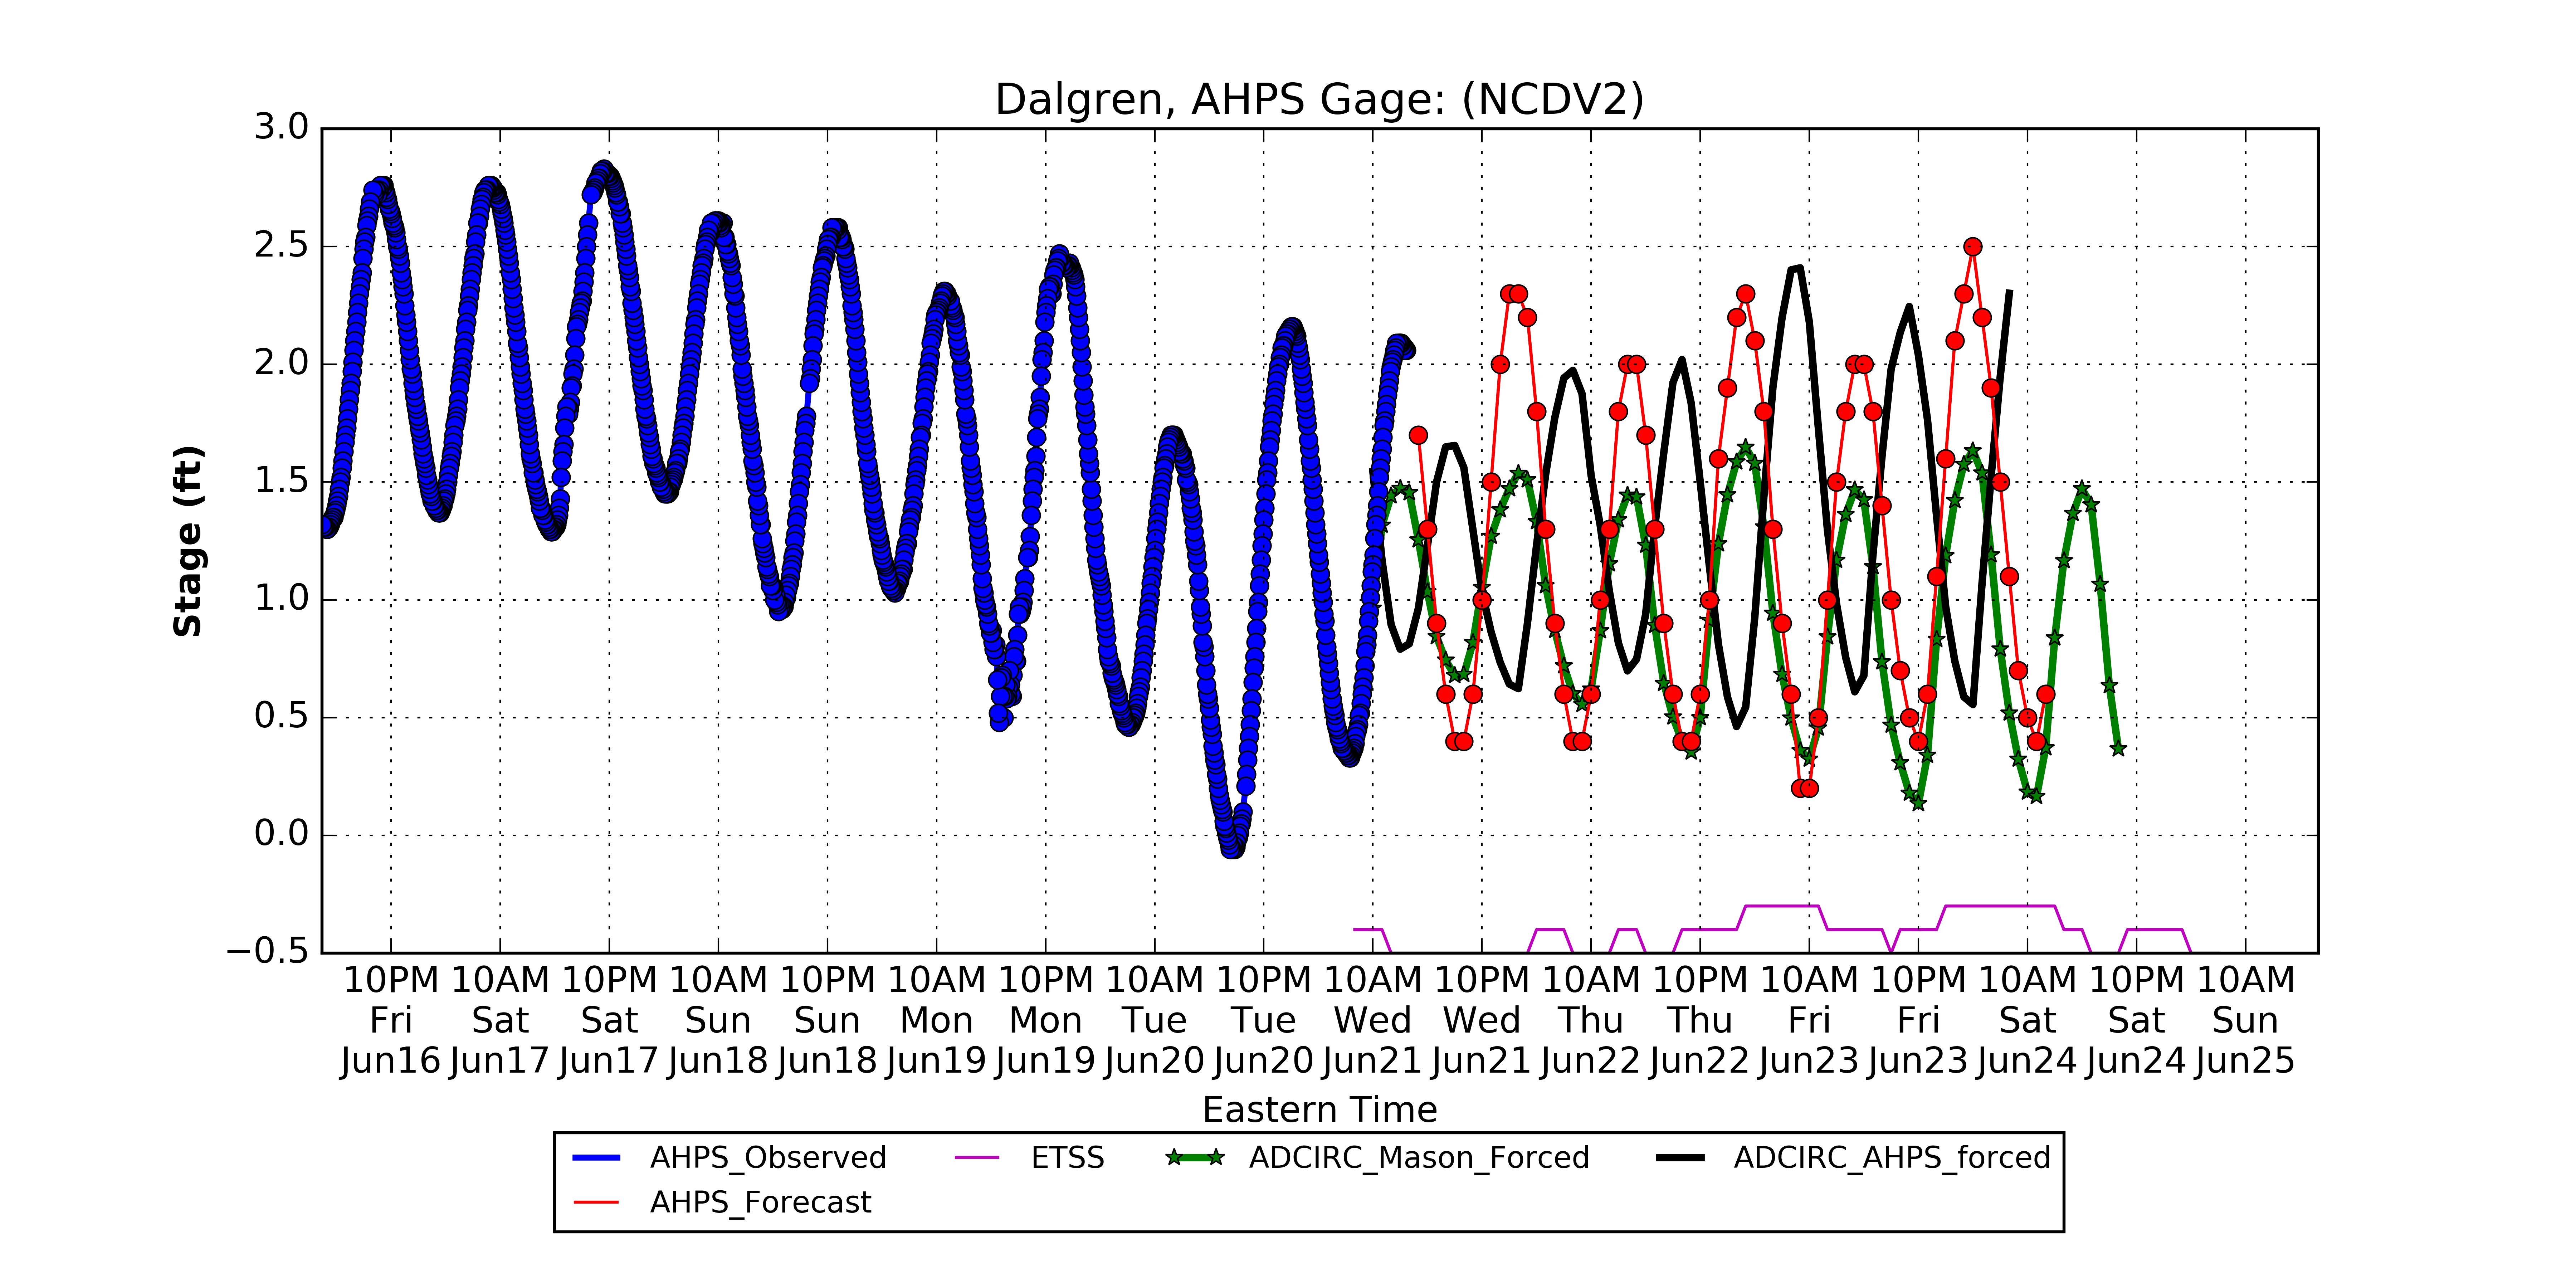 Dalgren, AHPS Gage: (NCDV2)
Stage (ft)
3.0
2.5
2.0
1.5
1.0
0.5
0.0
−0.5
10PM 10AM 10PM 10AM 10PM 10AM 10PM 10AM 10PM 10AM 10PM 10AM 10PM 10AM 10PM 10AM 10PM 10AM
Fri Sat Sat Sun Sun Mon Mon Tue Tue Wed Wed Thu Thu Fri Fri Sat Sat Sun
Jun16 Jun17 Jun17 Jun18 Jun18 Jun19 Jun19 Jun20 Jun20 Jun21 Jun21 Jun22 Jun22 Jun23 Jun23 Jun24 Jun24 Jun25
Eastern Time
AHPS_Observed ETSS ADCIRC_Mason_Forced ADCIRC_AHPS_forced
AHPS_Forecast